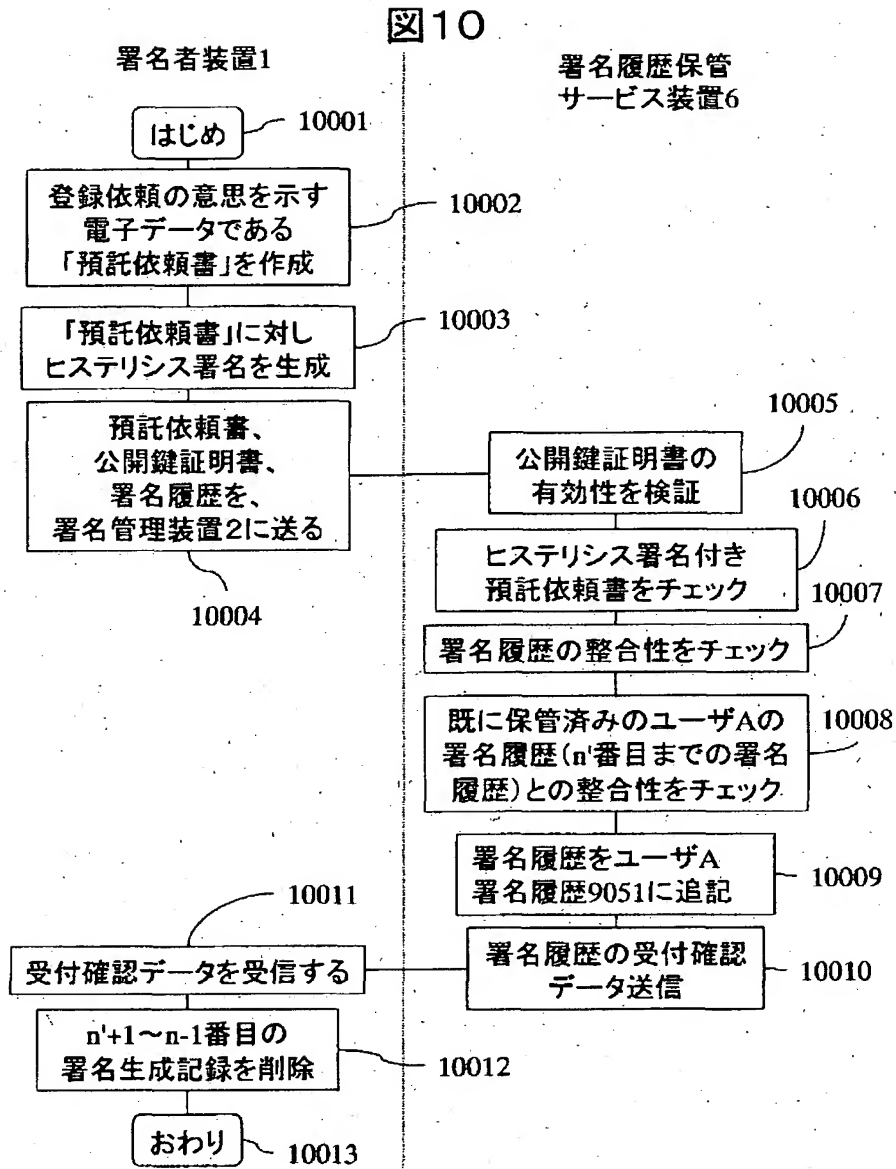 図10
署名者装置1
署名履歴保管
サービス装置6
はじめ
10001
登録依頼の意思を示す
電子データである
「預託依頼書」を作成
10002
「預託依頼書」に対し
ヒステリシス署名を生成
10003
預託依頼書、
公開鍵証明書、
署名履歴を、
署名管理装置2に送る
10004
公開鍵証明書の
有効性を検証
10005
ヒステリシス署名付き
預託依頼書をチェック
10006
署名履歴の整合性をチェック
10007
既に保管済みのユーザAの
署名履歴(n'番目までの署名
履歴)との整合性をチェック
10008
署名履歴をユーザA
署名履歴9051に追記
10009
署名履歴の受付確認
データ送信
10010
10011
受付確認データを受信する
n'+1～n-1番目の
署名生成記録を削除
10012
おわり
10013